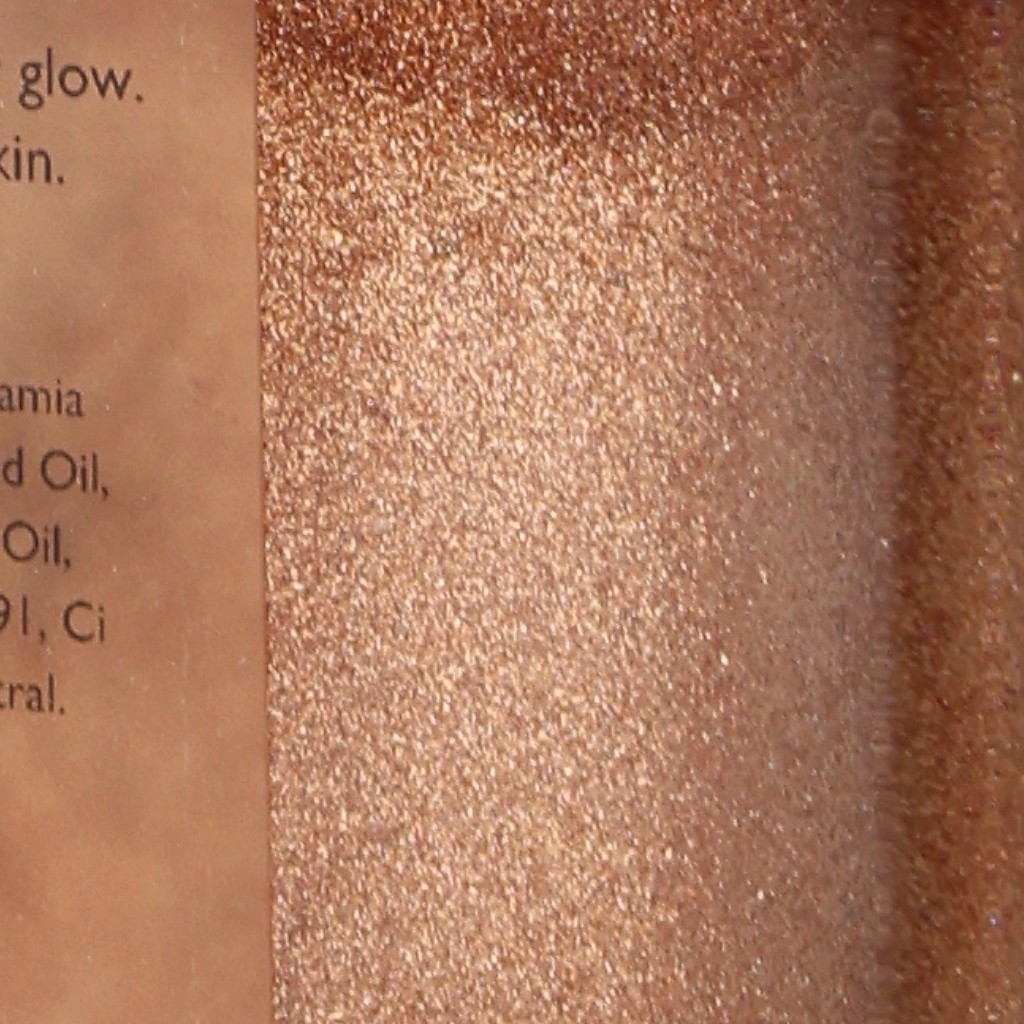 glow.
kin.
amia
d Oil,
Oil,
91, Ci
tral.